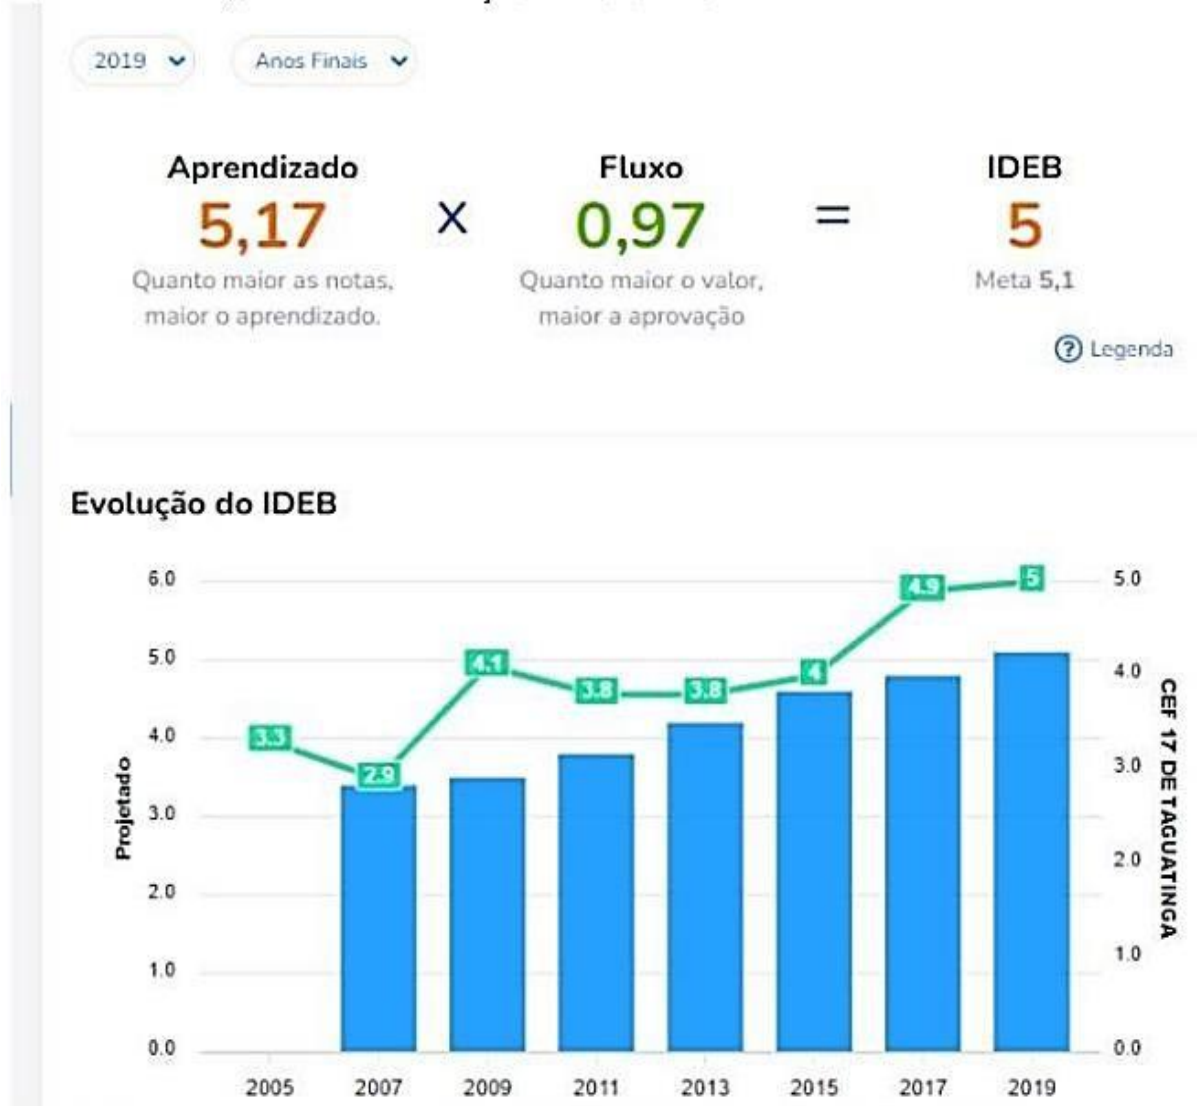 2019 Anos Finais
Aprendizado Fluxo IDEB
5,17 X 0,97 = 5
Quanto maior as notas, Quanto maior o valor, Meta 5,1
maior o aprendizado. maior a aprovação
? Legenda
Evolução do IDEB
6.0 5.0
5.0 4.0
4.0 3.0
3.0 2.0
2.0 1.0
1.0 0.0
0.0
Projetado
3.3 2.9 4.1 3.8 3.8 4 4.9 5
CEF 17 DE TAGUATINGA
2005 2007 2009 2011 2013 2015 2017 2019